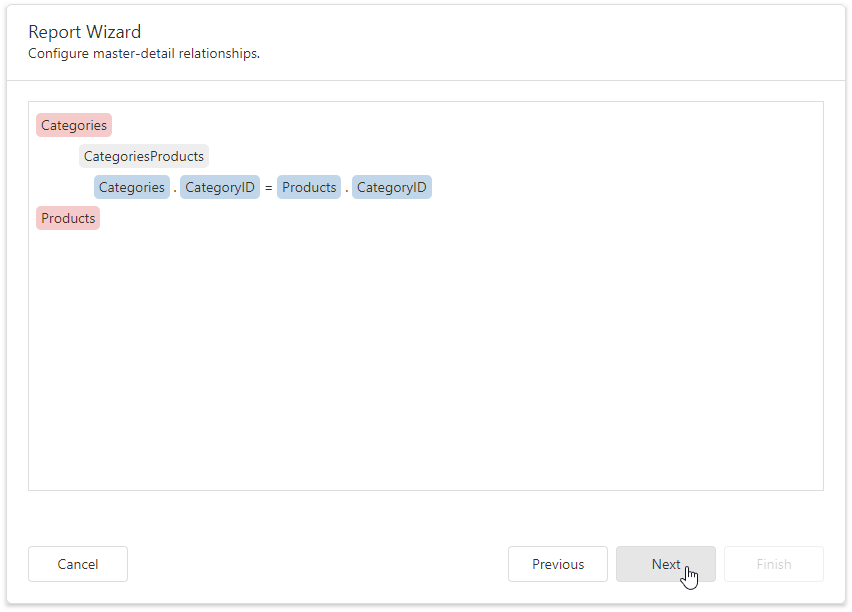 Report Wizard
Configure master-detail relationships.
Categories
CategoriesProducts
Categories . CategoryID = Products . CategoryID
Products
Cancel Previous Next Finish